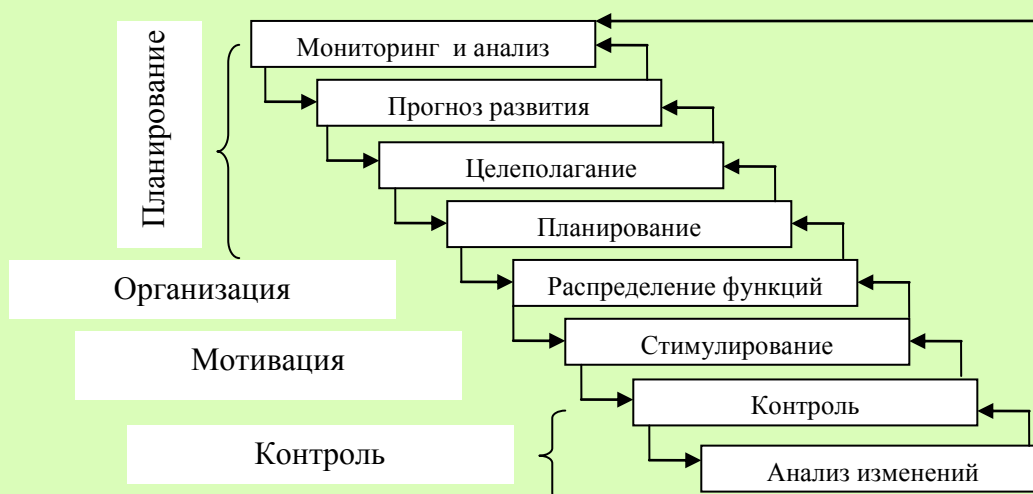 Планирование
Мониторинг и анализ
Прогноз развития
Целеполагание
Планирование
Организация
Распределение функций
Мотивация
Стимулирование
Контроль
Контроль
Анализ изменений